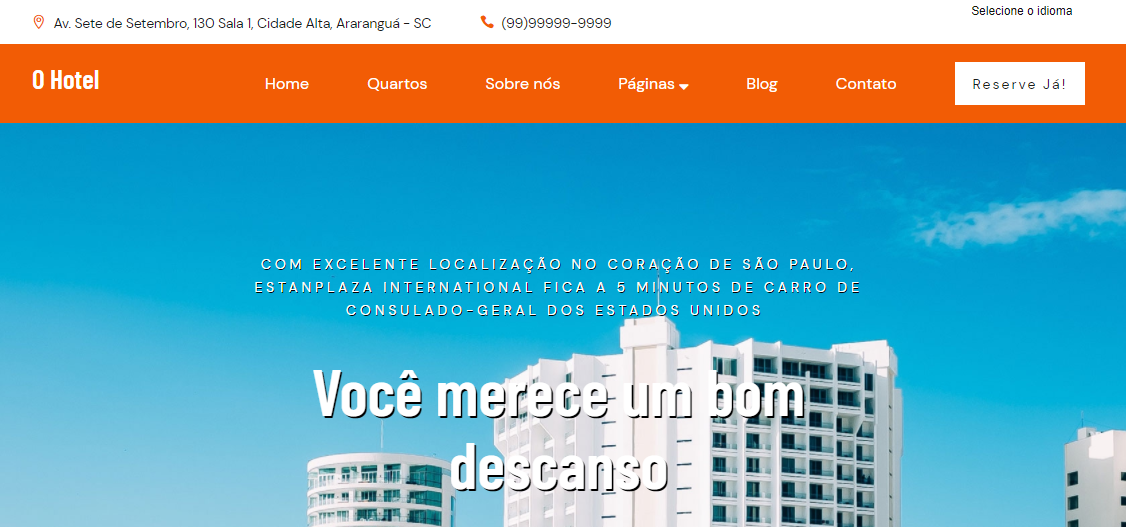 Av. Sete de Setembro, 130 Sala 1, Cidade Alta, Araranguá - SC
(99)99999-9999
Selecione o idioma
O Hotel
Home
Quartos
Sobre nós
Páginas
Blog
Contato
Reserve Já!
COM EXCELENTE LOCALIZAÇÃO NO CORAÇÃO DE SÃO PAULO,
ESTANPLAZA INTERNATIONAL FICA A 5 MINUTOS DE CARRO DE
CONSULADO-GERAL DOS ESTADOS UNIDOS
Você merece um bom
descanso